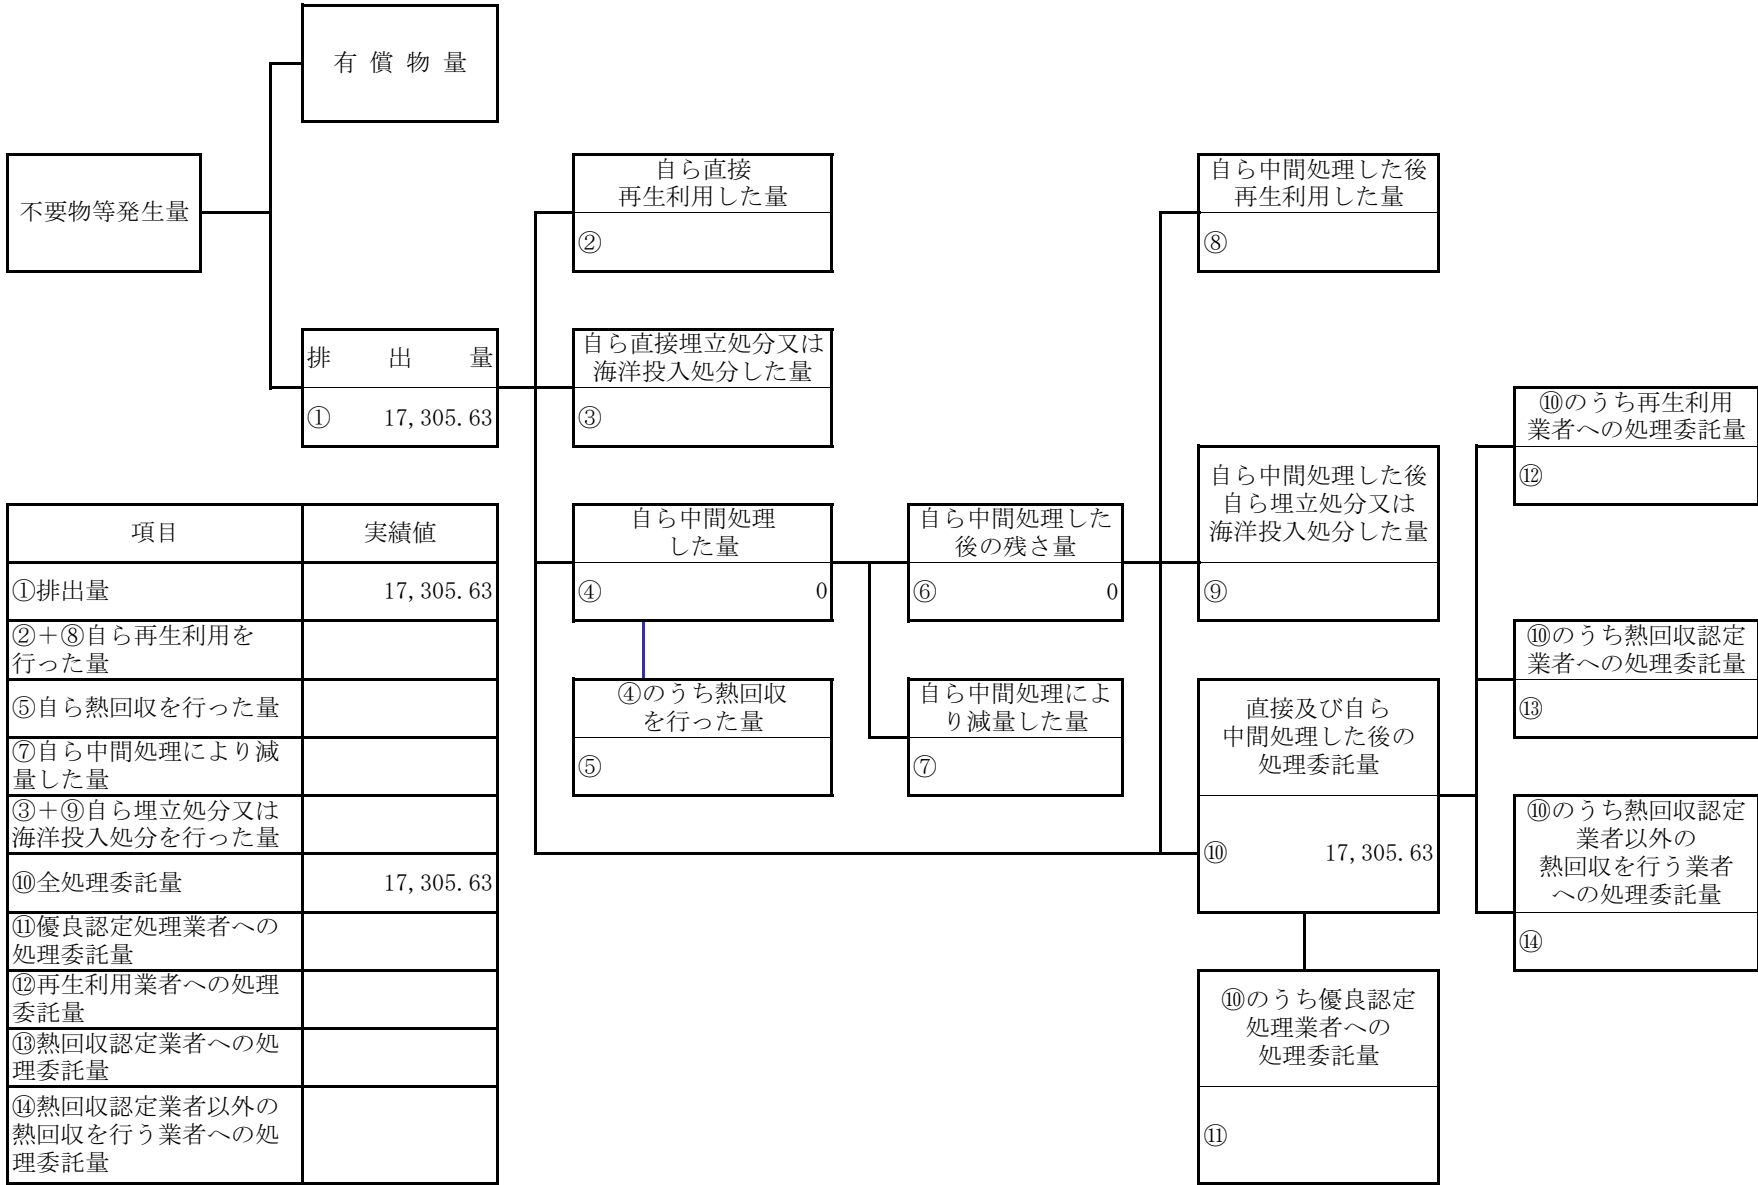 有償物量
不要物等発生量
自ら直接
再生利用した量
②
自ら中間処理した後
再生利用した量
⑧
排出量
① 17,305.63
自ら直接埋立処分又は
海洋投入処分した量
③
⑩のうち再生利用
業者への処理委託量
⑫
自ら中間処理した後
自ら埋立処分又は
海洋投入処分した量
⑨
自ら中間処理
した量
④ 0
自ら中間処理した
後の残さ量
⑥ 0
⑩のうち熱回収認定
業者への処理委託量
⑬
④のうち熱回収
を行った量
⑤
自ら中間処理によ
り減量した量
⑦
直接及び自ら
中間処理した後の
処理委託量
⑩ 17,305.63
⑩のうち熱回収認定
業者以外の
熱回収を行う業者
への処理委託量
⑭
⑩のうち優良認定
処理業者への
処理委託量
⑪
項目 実績値
①排出量 17,305.63
②＋⑧自ら再生利用を
行った量
⑤自ら熱回収を行った量
⑦自ら中間処理により減
量した量
③＋⑨自ら埋立処分又は
海洋投入処分を行った量
⑩全処理委託量 17,305.63
⑪優良認定処理業者への
処理委託量
⑫再生利用業者への処理
委託量
⑬熱回収認定業者への処
理委託量
⑭熱回収認定業者以外の
熱回収を行う業者への処
理委託量